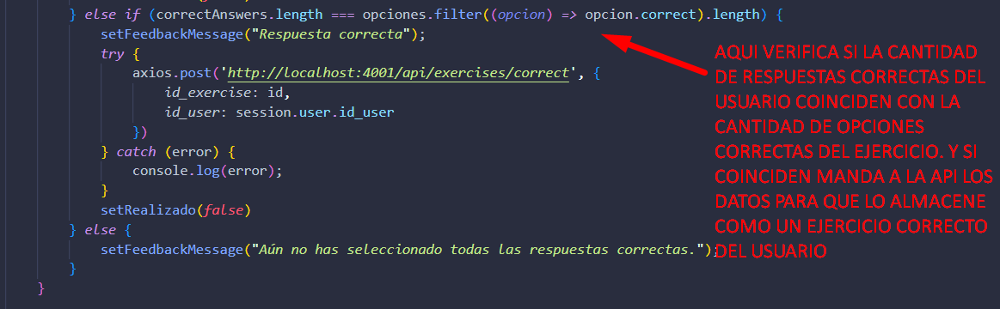 } else if (correctAnswers.length === opciones.filter((opcion) => opcion.correct).length) {
setFeedbackMessage("Respuesta correcta");
try {
axios.post('http://localhost:4001/api/exercises/correct', {
id_exercise: id,
id_user: session.user.id_user
})
} catch (error) {
console.log(error);
}
setRealizado(false)
} else {
setFeedbackMessage("Aún no has seleccionado todas las respuestas correctas.");
}
}
AQUI VERIFICA SI LA CANTIDAD
DE RESPUESTAS CORRECTAS DEL
USUARIO COINCIDEN CON LA
CANTIDAD DE OPCIONES
CORRECTAS DEL EJERCICIO. Y SI
COINCIDEN MANDA A LA API LOS
DATOS PARA QUE LO ALMACENE
COMO UN EJERCICIO CORRECTO
DEL USUARIO